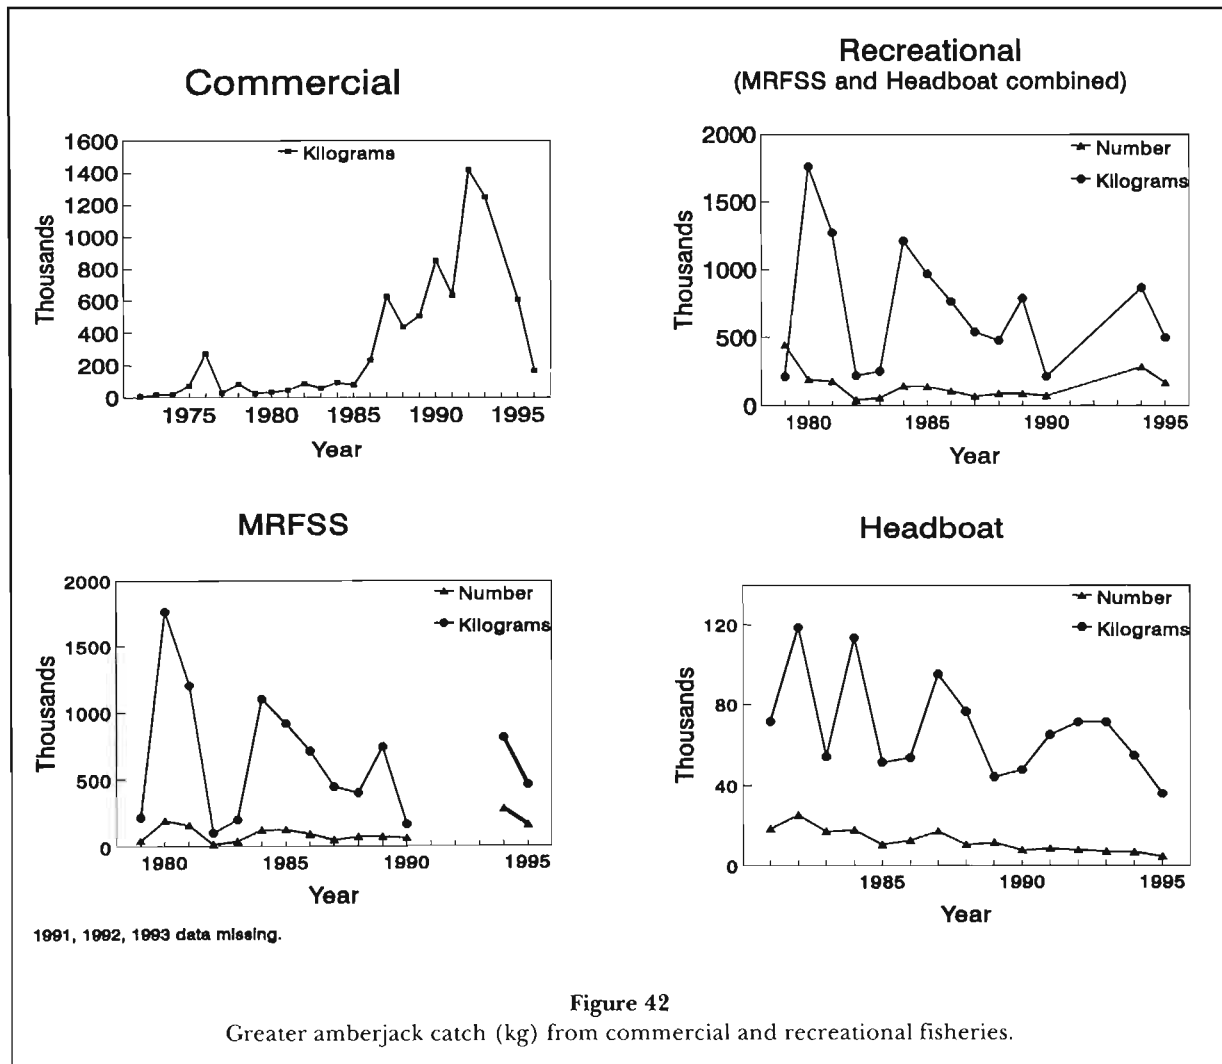 Commercial
1600
1400
1200
1000
800
600
400
200
0
Thousands
Kilograms
1975 1980 1985 1990 1995
Year
Recreational
(MRFSS and Headboat combined)
2000
1500
1000
500
0
Thousands
Number
Kilograms
1980 1985 1990 1995
Year
MRFSS
2000
1500
1000
500
0
Thousands
Number
Kilograms
1980 1985 1990 1995
Year
1991, 1992, 1993 data missing.
Headboat
120
80
40
0
Thousands
Number
Kilograms
1985 1990 1995
Year
Figure 42
Greater amberjack catch (kg) from commercial and recreational fisheries.